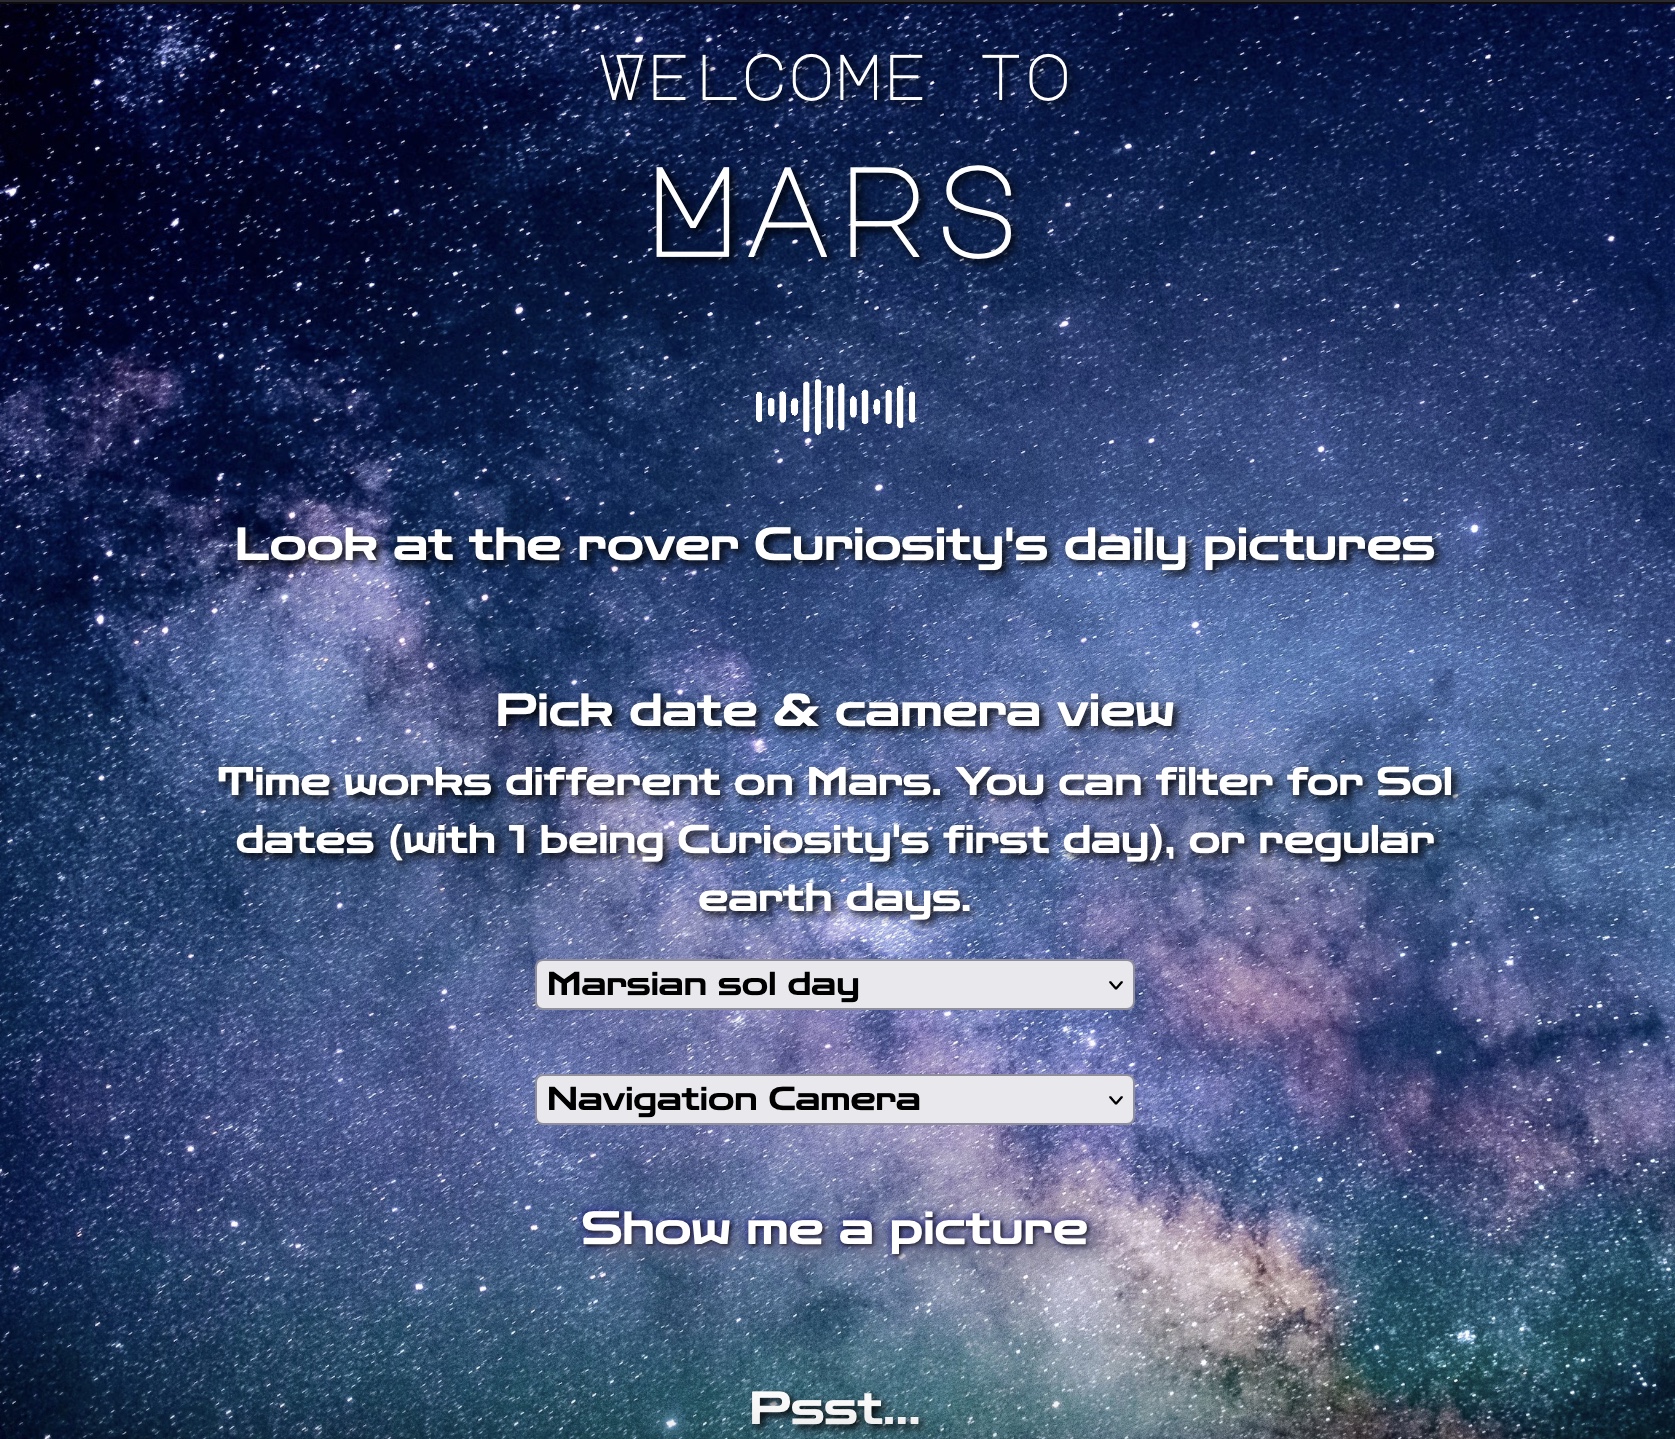 WELCOME TO
MARS
Look at the rover Curiosity's daily pictures
Pick date & camera view
Time works different on Mars. You can filter for Sol
dates (with 1 being Curiosity's first day), or regular
earth days.
Marsian sol day
Navigation Camera
Show me a picture
Psst...